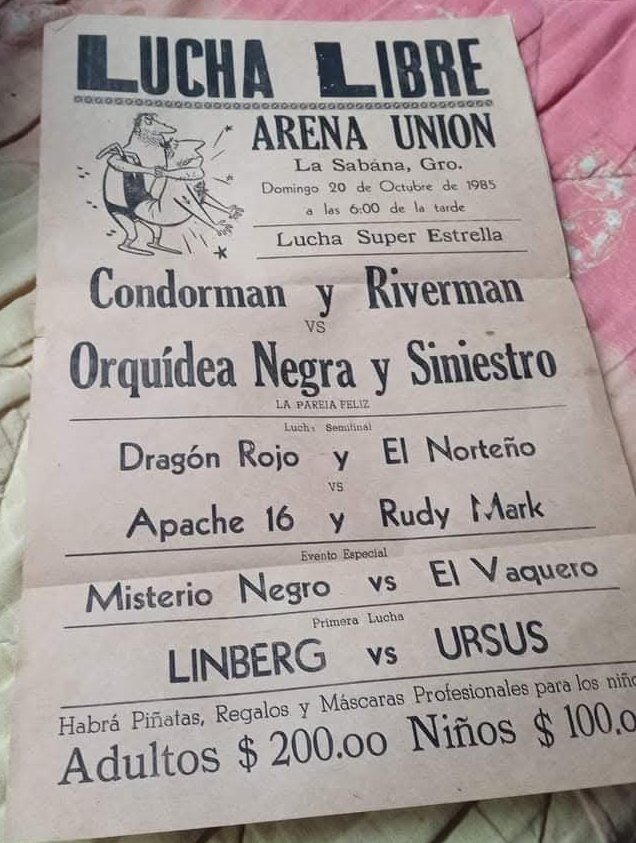 LUCHA LIBRE
ARENA UNION
La Sabána, Gro.
Domingo 20 de Octubre de 1985
a las 6:00 de la tarde
Lucha Super Estrella
Condorman y Riverman
VS
Orquídea Negra y Siniestro
LA PAREJA FELIZ
Lucha Semifinal
Dragón Rojo y El Norteño
VS
Apache 16 y Rudy Mark
Evento Especial
Misterio Negro vs El Vaquero
Primera Lucha
LINBERG vs URSUS
Habrá Piñatas, Regalos y Máscaras Profesionales para los niño
Adultos $ 200.00 Niños $ 100.0